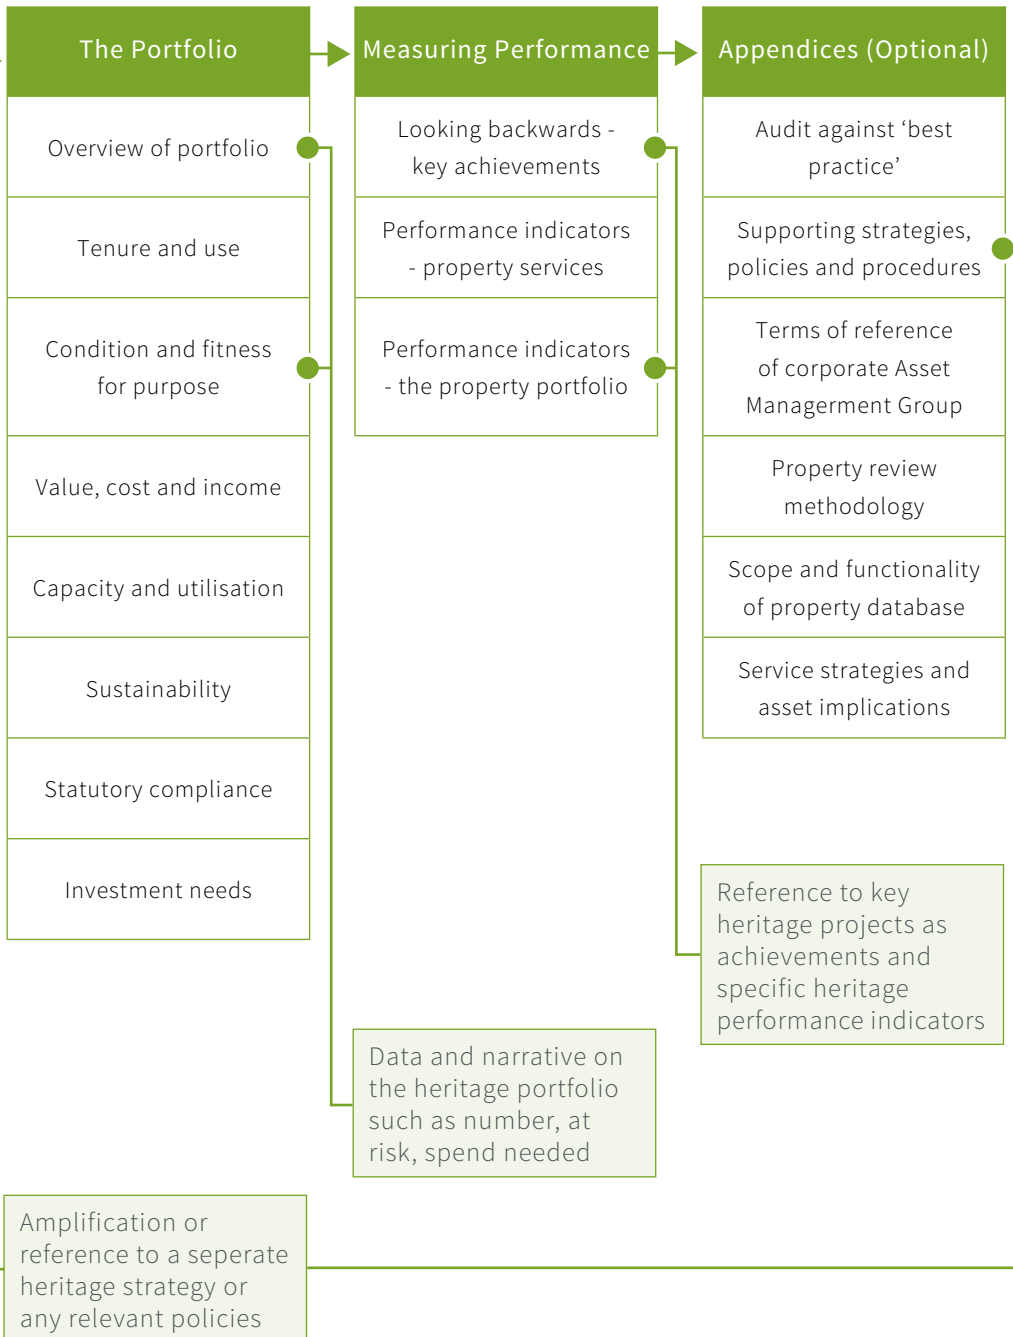 The Portfolio
Overview of portfolio
Tenure and use
Condition and fitness
for purpose
Value, cost and income
Capacity and utilisation
Sustainability
Statutory compliance
Investment needs
Measuring Performance
Looking backwards -
key achievements
Performance indicators
- property services
Performance indicators
- the property portfolio
Appendices (Optional)
Audit against ‘best
practice’
Supporting strategies,
policies and procedures
Terms of reference
of corporate Asset
Managerment Group
Property review
methodology
Scope and functionality
of property database
Service strategies and
asset implications
Reference to key
heritage projects as
achievements and
specific heritage
performance indicators
Data and narrative on
the heritage portfolio
such as number, at
risk, spend needed
Amplification or
reference to a seperate
heritage strategy or
any relevant policies